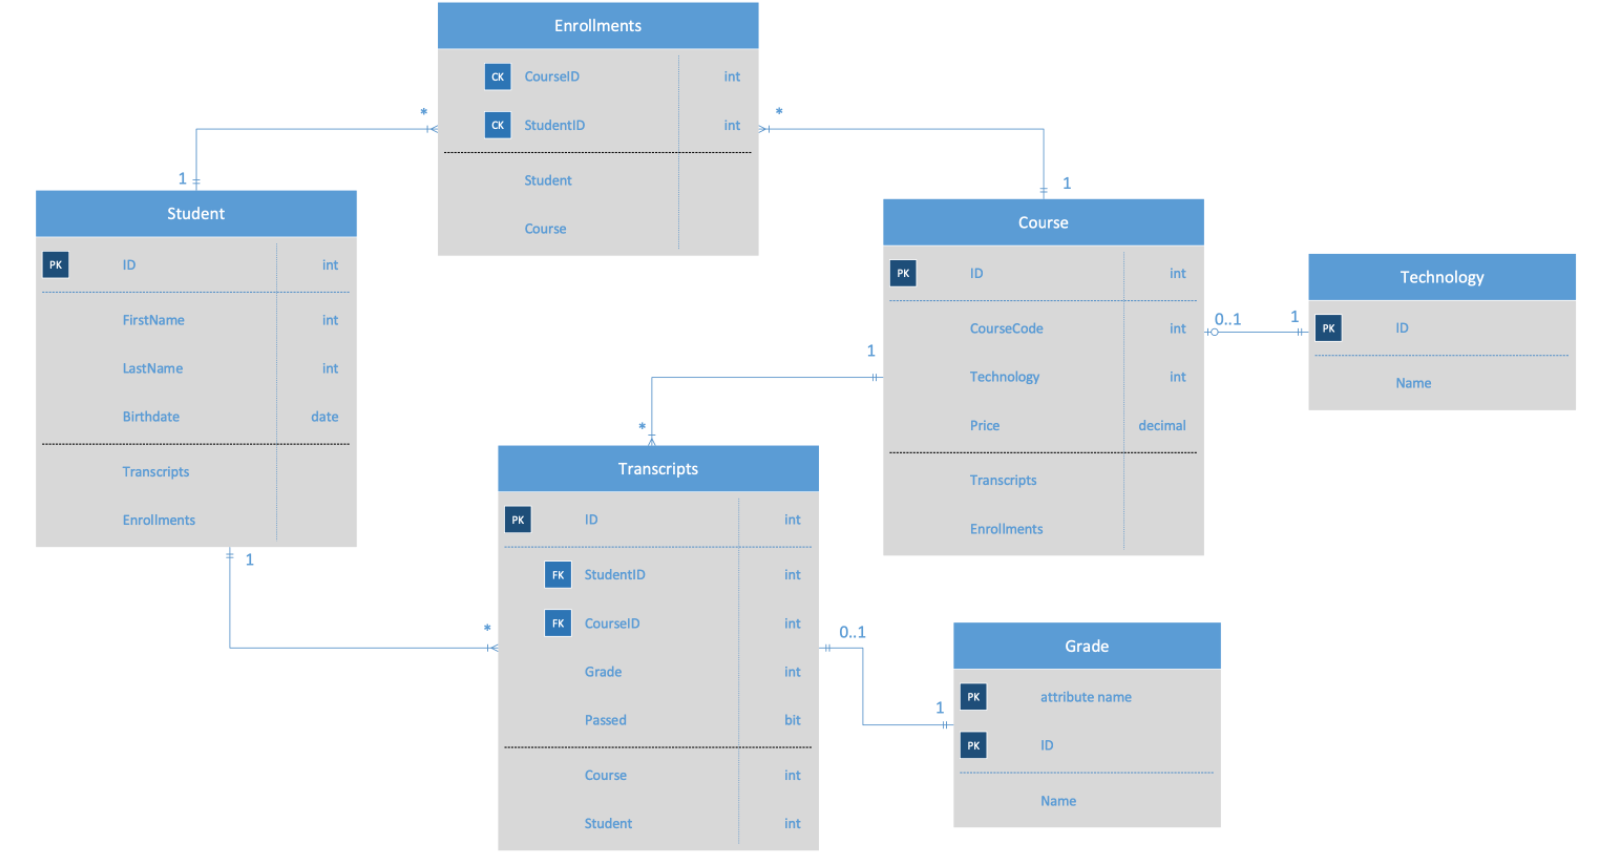 Enrollments
CK CourseID int
CK StudentID int
Student
Course
* *
1 1
Student
PK ID int
FirstName int
LastName int
Birthdate date
Transcripts
Enrollments
1
Course
PK ID int
CourseCode int
Technology int
Price decimal
Transcripts
Enrollments
0..1 1
Technology
PK ID
Name
1
*
*
Transcripts
PK ID int
FK StudentID int
FK CourseID int
Grade int
Passed bit
Course int
Student int
0..1
1
Grade
PK attribute name
PK ID
Name